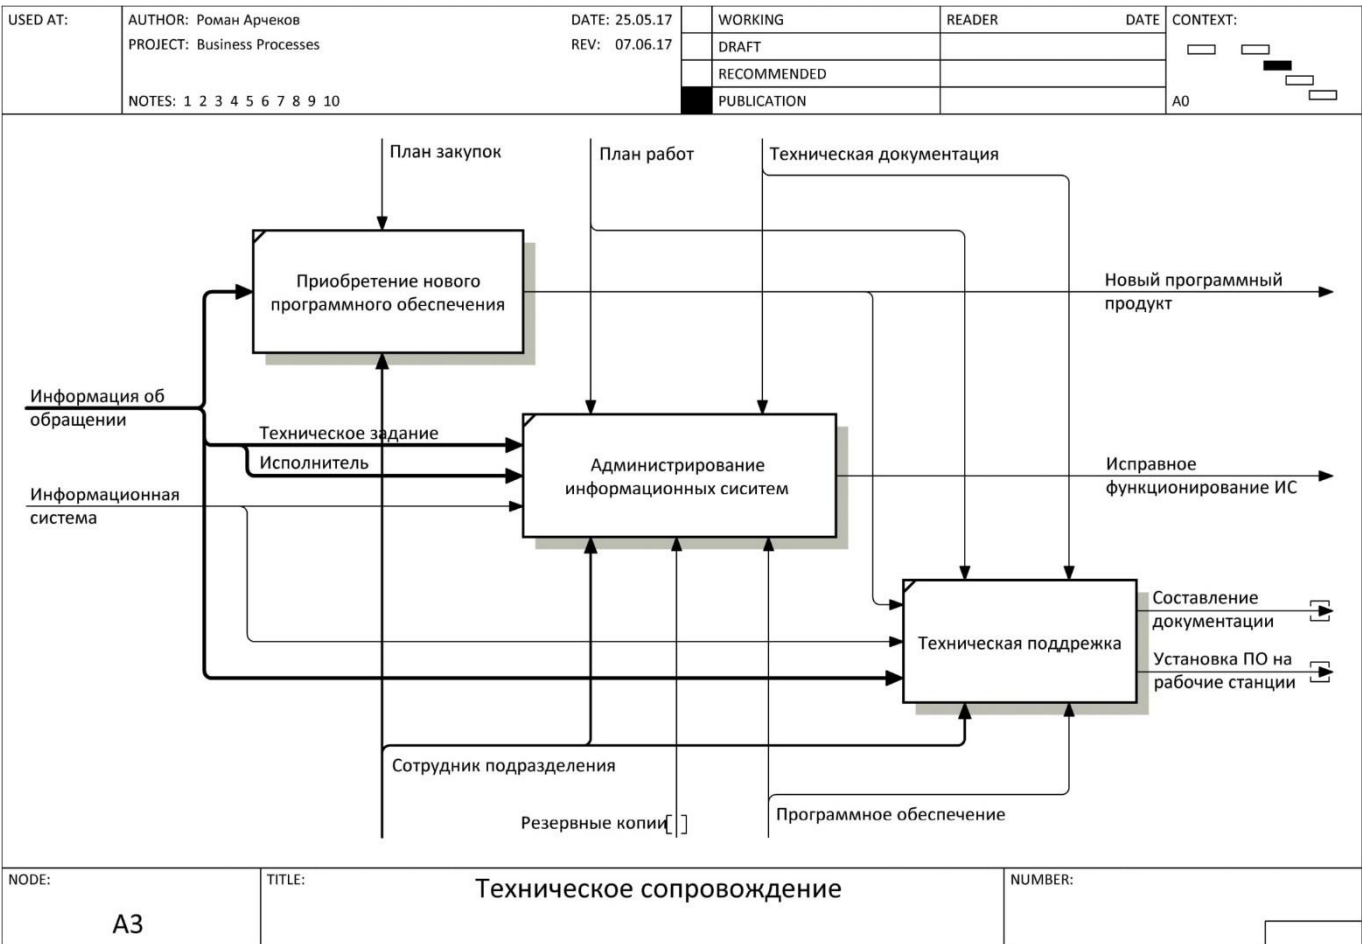 USED AT:
AUTHOR: Роман Арчеков
DATE: 25.05.17
PROJECT: Business Processes
REV: 07.06.17
NOTES: 1 2 3 4 5 6 7 8 9 10
WORKING
DRAFT
RECOMMENDED
PUBLICATION
READER
DATE
CONTEXT:
A0
План закупок
План работ
Техническая документация
Приобретение нового
программного обеспечения
Новый программный
продукт
Информация об
обращении
Техническое задание
Исполнитель
Информационная
система
Администрирование
информационных сиситем
Исправное
функционирование ИС
Техническая поддрежка
Составление
документации
Установка ПО на
рабочие станции
Сотрудник подразделения
Резервные копии
Программное обеспечение
NODE:
A3
TITLE:
Техническое сопровождение
NUMBER: